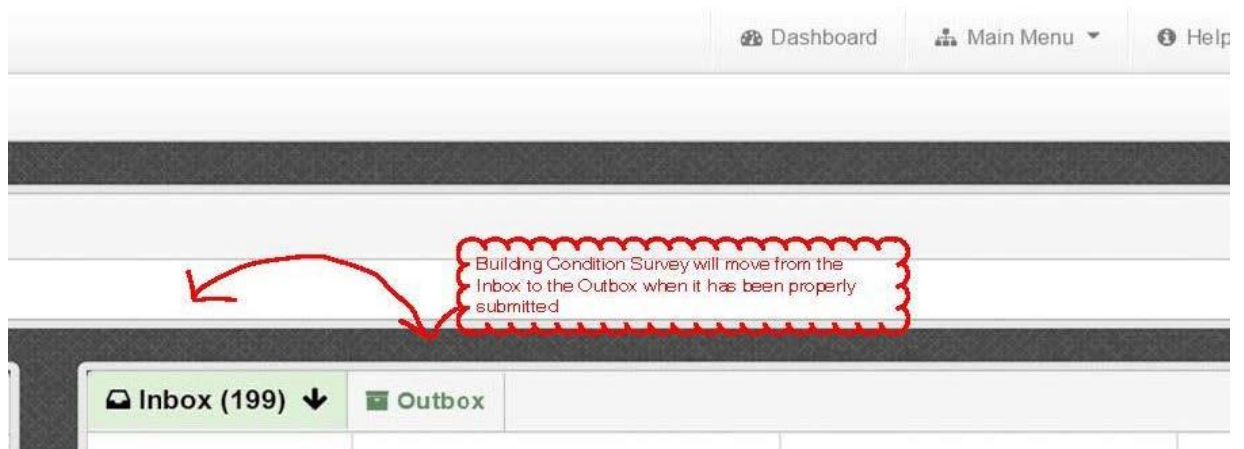 Dashboard Main Menu Help
Building Condition Survey will move from the
Inbox to the Outbox when it has been properly
submitted
Inbox (199) Outbox